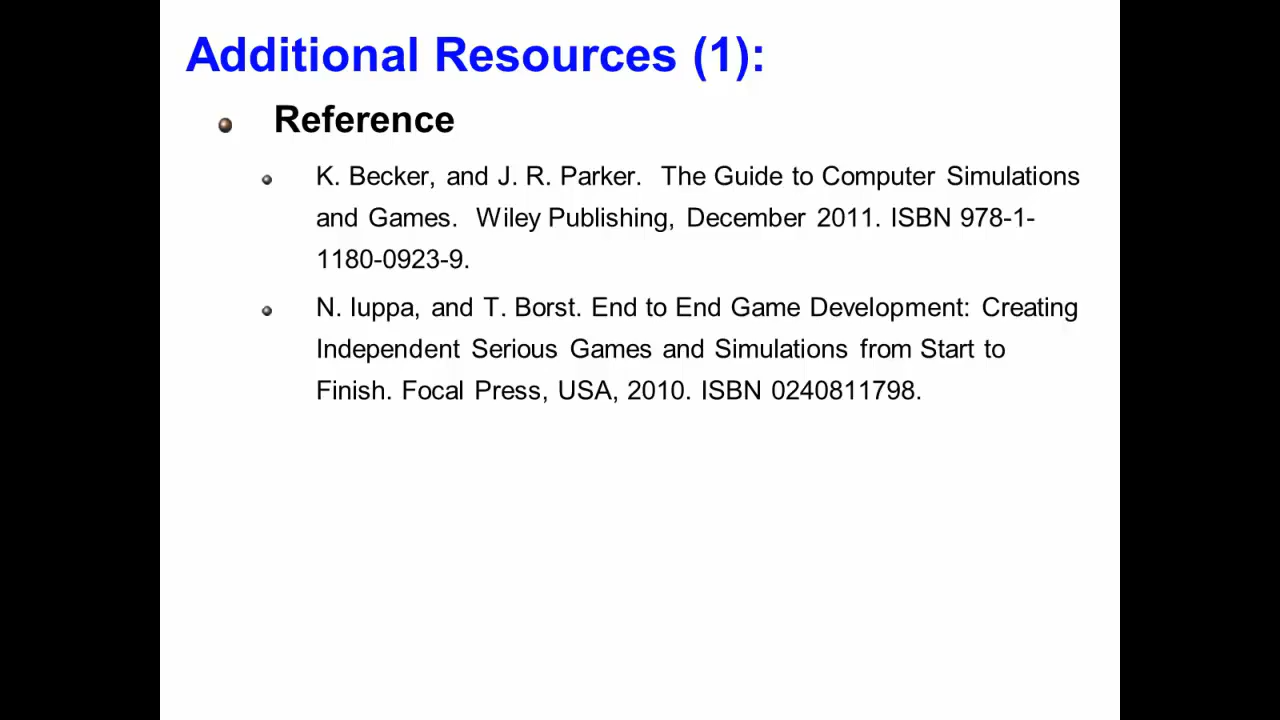 Additional Resources (1):
Reference
K. Becker, and J. R. Parker.  The Guide to Computer Simulations
and Games.  Wiley Publishing, December 2011. ISBN 978-1-
1180-0923-9.
N. Iuppa, and T. Borst. End to End Game Development: Creating
Independent Serious Games and Simulations from Start to
Finish. Focal Press, USA, 2010. ISBN 0240811798.